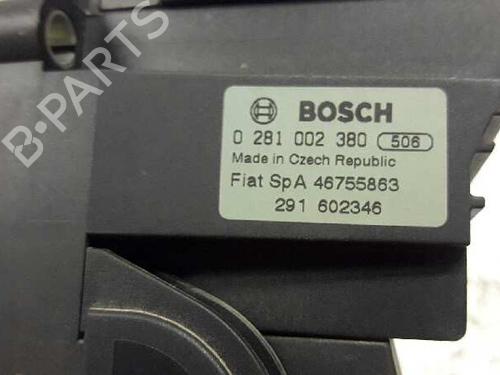 BOSCH
0 281 002 380 506
Made in Czech Republic
Fiat SpA 46755863
291 602346
B-PARTS